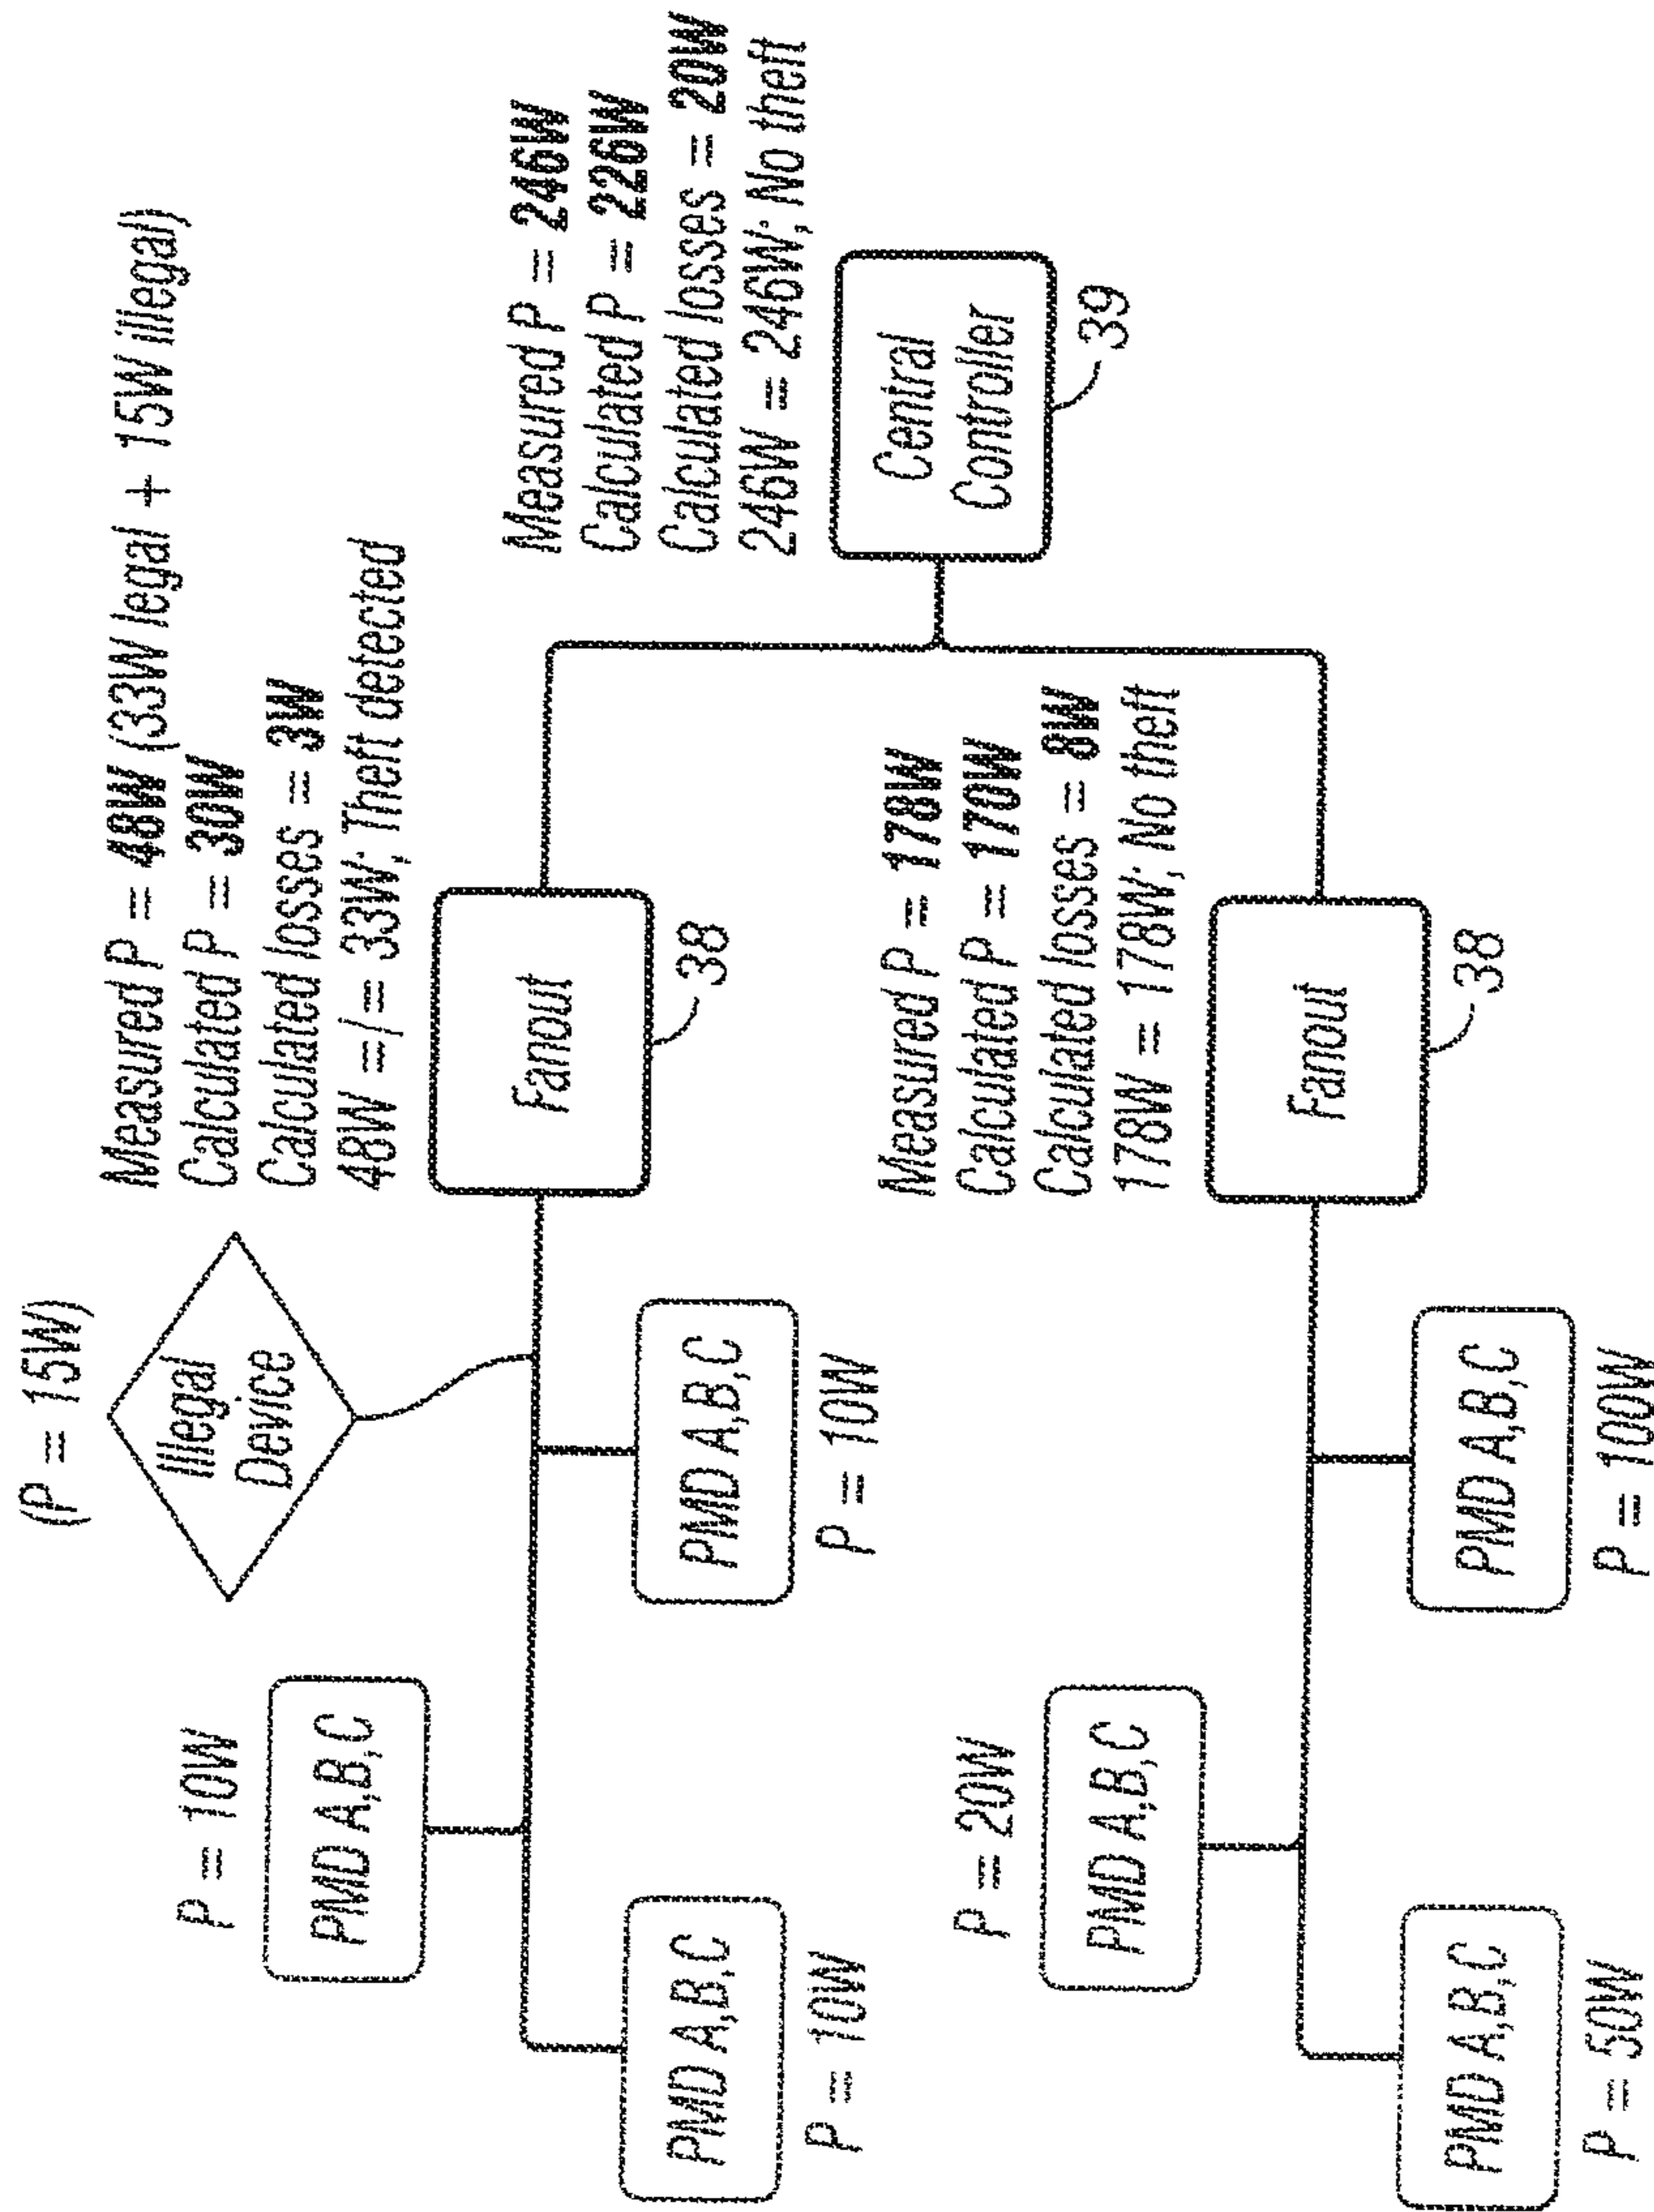 (P = 15W)
Illegal
Device
Measured P = 48W (33W legal + 15W illegal)
Calculated P = 30W
Calculated losses = 3W
48W =/= 33W; Theft detected
P = 10W
PMD A,B,C
Fanout
38
PMD A,B,C
P = 10W
PMD A,B,C
P = 10W
Measured P = 246W
Calculated P = 226W
Calculated losses = 20W
246W = 246W; No theft
Central
Controller
39
Measured P = 178W
Calculated P = 170W
Calculated losses = 8W
178W = 178W; No theft
P = 20W
PMD A,B,C
Fanout
38
PMD A,B,C
P = 50W
PMD A,B,C
P = 100W